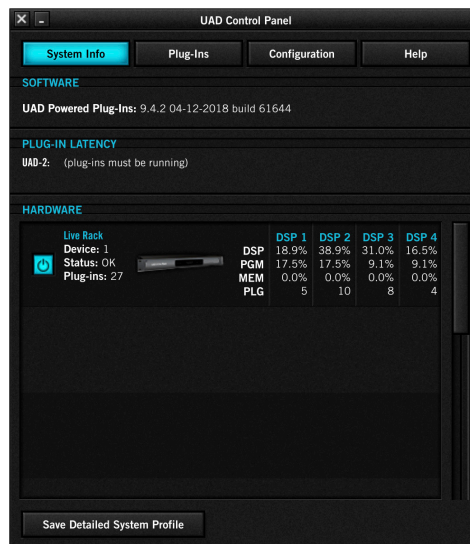 UAD Control Panel
System Info Plug-Ins Configuration Help
SOFTWARE
UAD Powered Plug-Ins: 9.4.2 04-12-2018 build 61644
PLUG-IN LATENCY
UAD-2: (plug-ins must be running)
HARDWARE
Live Rack
Device: 1
Status: OK
Plug-ins: 27
DSP 1 DSP 2 DSP 3 DSP 4
DSP 18.9% 38.9% 31.0% 16.5%
PGM 17.5% 17.5% 9.1% 9.1%
MEM 0.0% 0.0% 0.0% 0.0%
PLG 5 10 8 4
Save Detailed System Profile